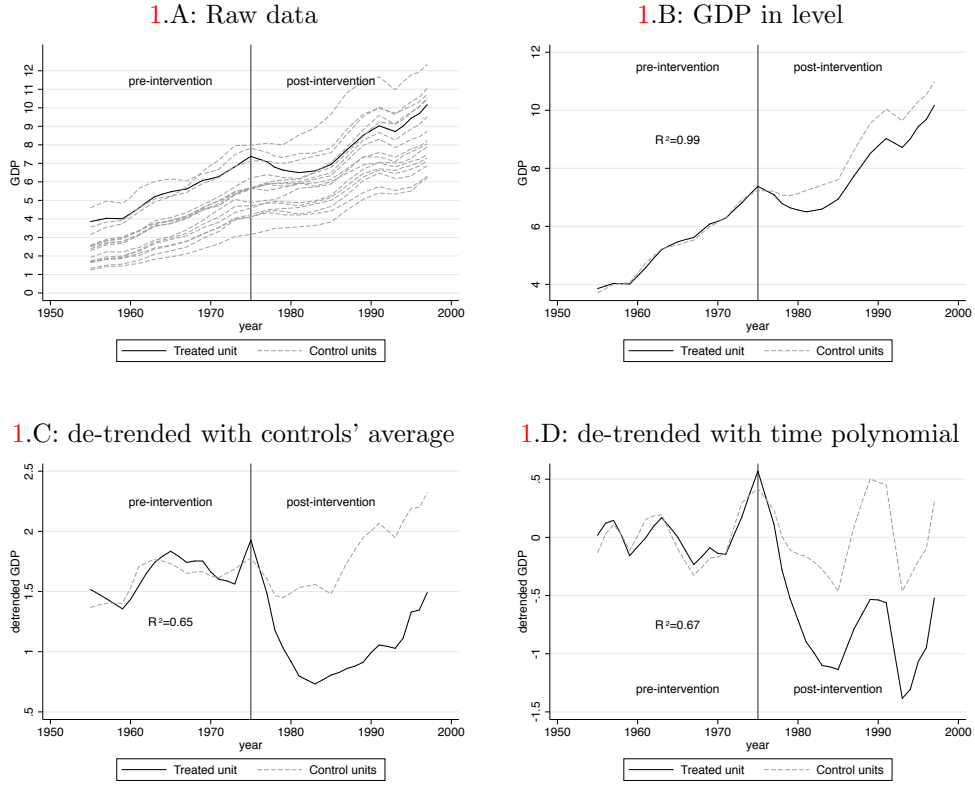 1.A: Raw data
12
11
10
9
8
7
6
5
4
3
2
1
0
GDP
pre-intervention
post-intervention
1950
1960
1970
1980
1990
2000
year
Treated unit
Control units
1.B: GDP in level
12
10
8
6
4
GDP
pre-intervention
post-intervention
R²=0.99
1950
1960
1970
1980
1990
2000
year
Treated unit
Control units
1.C: de-trended with controls' average
2.5
2
1.5
1
.5
detrended GDP
pre-intervention
post-intervention
R²=0.65
1950
1960
1970
1980
1990
2000
year
Treated unit
Control units
1.D: de-trended with time polynomial
.5
0
-.5
-1
-1.5
detrended GDP
R²=0.67
pre-intervention
post-intervention
1950
1960
1970
1980
1990
2000
year
Treated unit
Control units